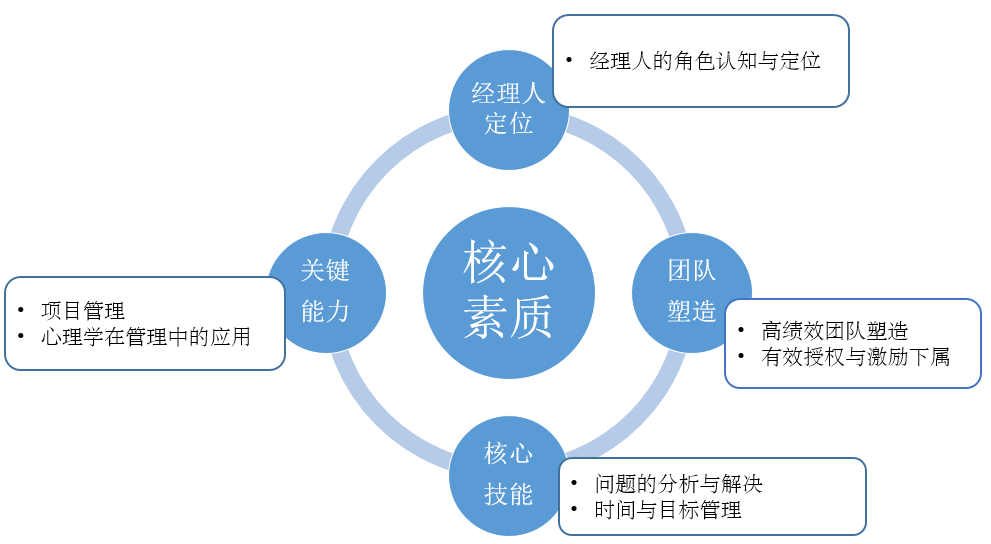 经理人
定位
• 经理人的角色认知与定位
核心
素质
关键
能力
• 项目管理
• 心理学在管理中的应用
团队
塑造
• 高绩效团队塑造
• 有效授权与激励下属
核心
技能
• 问题的分析与解决
• 时间与目标管理